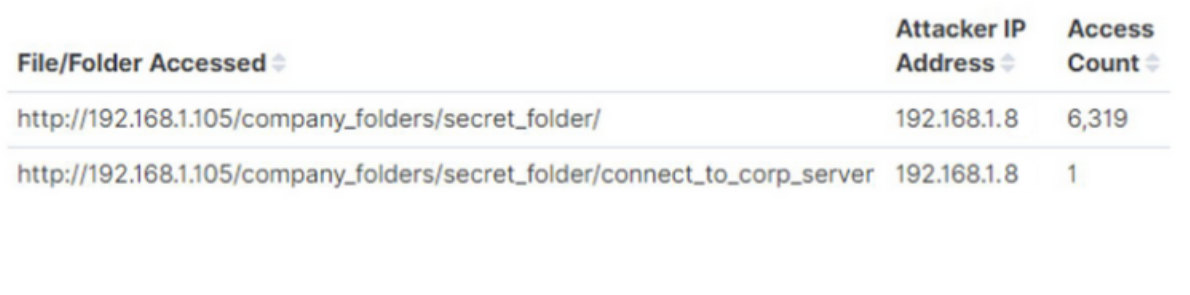 File/Folder Accessed Attacker IP Address Access Count
http://192.168.1.105/company_folders/secret_folder/ 192.168.1.8 6,319
http://192.168.1.105/company_folders/secret_folder/connect_to_corp_server 192.168.1.8 1